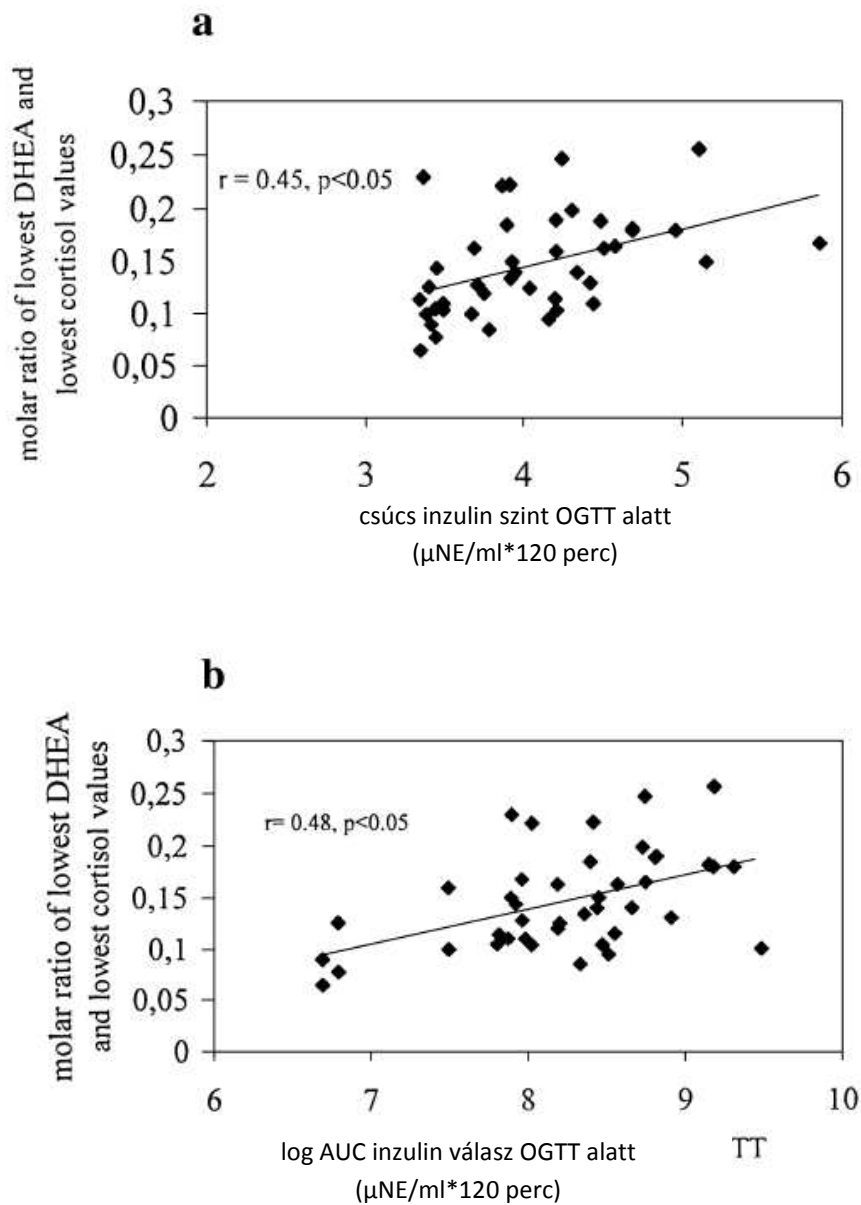 a
molar ratio of lowest DHEA and
lowest cortisol values
0,3
0,25
0,2
0,15
0,1
0,05
0
r = 0.45, p<0.05
2 3 4 5 6
csúcs inzulin szint OGTT alatt
(µNE/ml*120 perc)
b
molar ratio of lowest DHEA
and lowest cortisol values
0,3
0,25
0,2
0,15
0,1
0,05
0
r= 0.48, p<0.05
6 7 8 9 10
log AUC inzulin válasz OGTT alatt TT
(µNE/ml*120 perc)